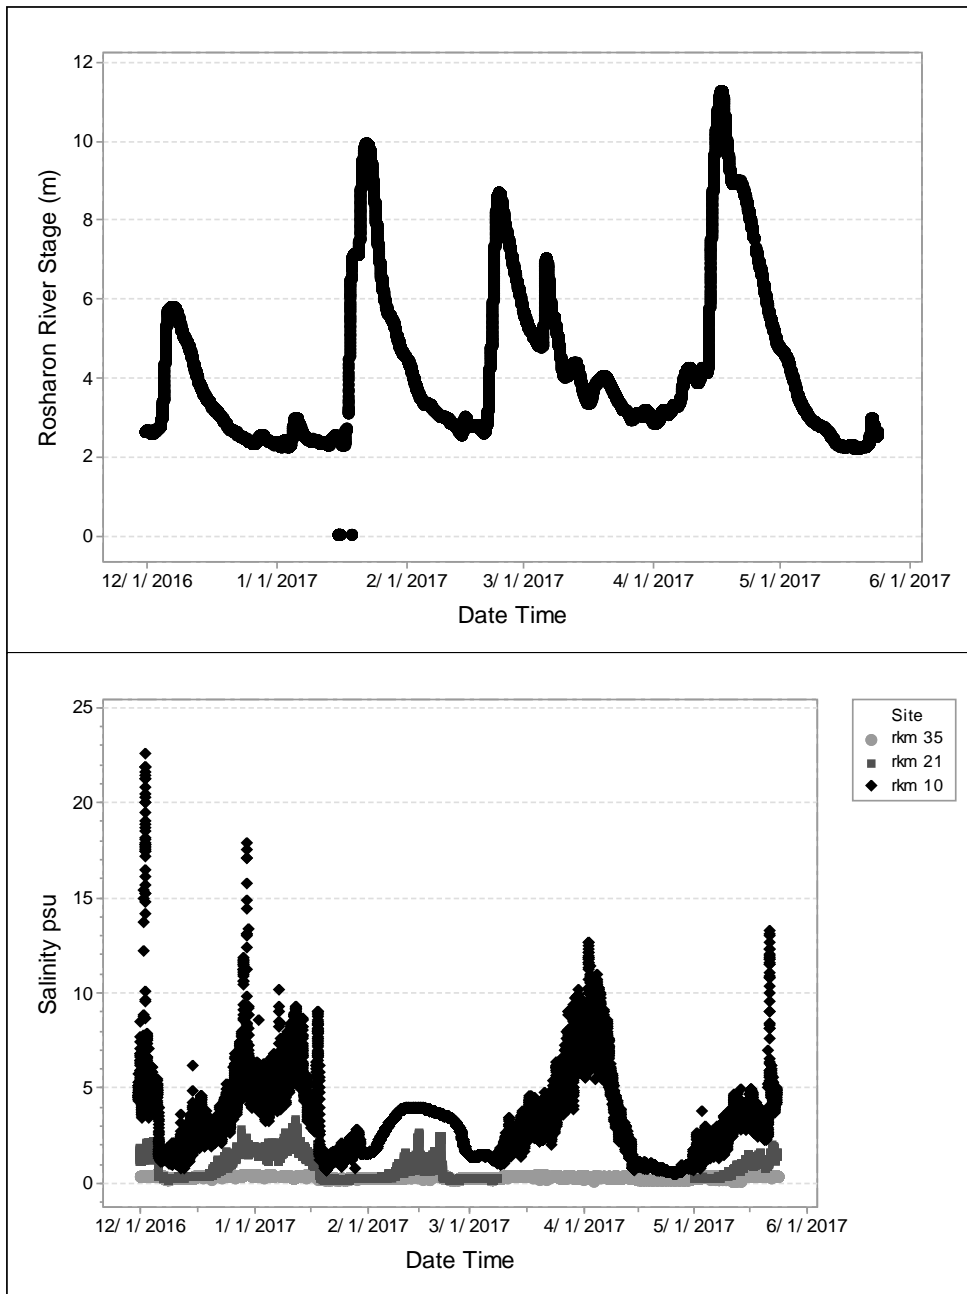 12
10
8
6
4
2
0
Rosharon River Stage (m)
12/ 1/ 2016 1/ 1/ 2017 2/ 1/ 2017 3/ 1/ 2017 4/ 1/ 2017 5/ 1/ 2017 6/ 1/ 2017
Date Time
25
20
15
10
5
0
Salinity psu
12/ 1/ 2016 1/ 1/ 2017 2/ 1/ 2017 3/ 1/ 2017 4/ 1/ 2017 5/ 1/ 2017 6/ 1/ 2017
Date Time
Site
rkm 35
rkm 21
rkm 10